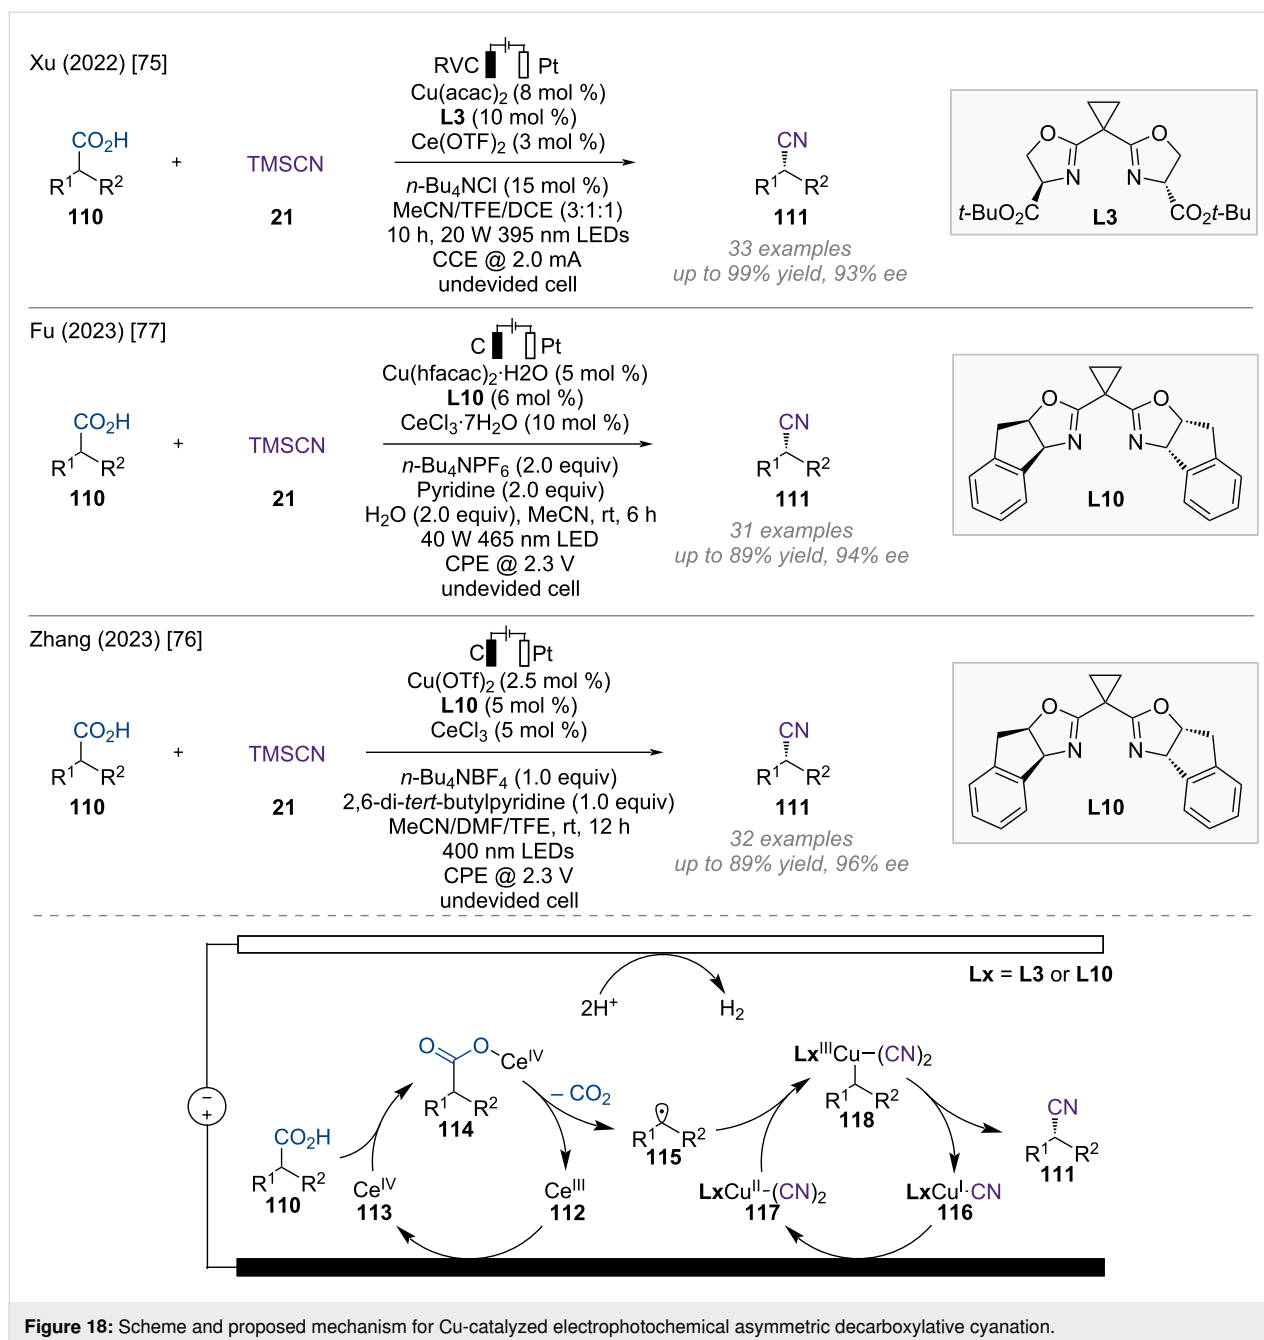 Xu (2022) [75]
RVC Pt
Cu(acac)2 (8 mol %)
L3 (10 mol %)
Ce(OTF)2 (3 mol %)
CO2H
R1 R2
110
+
TMSCN
21
n-Bu4NCl (15 mol %)
MeCN/TFE/DCE (3:1:1)
10 h, 20 W 395 nm LEDs
CCE @ 2.0 mA
undevided cell
CN
R1 R2
111
33 examples
up to 99% yield, 93% ee
O O
N N
t-BuO2C CO2t-Bu
L3
Fu (2023) [77]
C Pt
Cu(hfacac)2·H2O (5 mol %)
L10 (6 mol %)
CeCl3·7H2O (10 mol %)
CO2H
R1 R2
110
+
TMSCN
21
n-Bu4NPF6 (2.0 equiv)
Pyridine (2.0 equiv)
H2O (2.0 equiv), MeCN, rt, 6 h
40 W 465 nm LED
CPE @ 2.3 V
undevided cell
CN
R1 R2
111
31 examples
up to 89% yield, 94% ee
O O
N N
L10
Zhang (2023) [76]
C Pt
Cu(OTf)2 (2.5 mol %)
L10 (5 mol %)
CeCl3 (5 mol %)
CO2H
R1 R2
110
+
TMSCN
21
n-Bu4NBF4 (1.0 equiv)
2,6-di-tert-butylpyridine (1.0 equiv)
MeCN/DMF/TFE, rt, 12 h
400 nm LEDs
CPE @ 2.3 V
undevided cell
CN
R1 R2
111
32 examples
up to 89% yield, 96% ee
O O
N N
L10
Lx = L3 or L10
2H+ H2
−
+
CO2H
R1 R2
110
CeIV
113
O O CeIV
R1 R2
114
– CO2
CeIII
112
R1 R2
115
LxCuII-(CN)2
117
LxIIICu–(CN)2
R1 R2
118
LxCuI·CN
116
CN
R1 R2
111
Figure 18: Scheme and proposed mechanism for Cu-catalyzed electrophotochemical asymmetric decarboxylative cyanation.